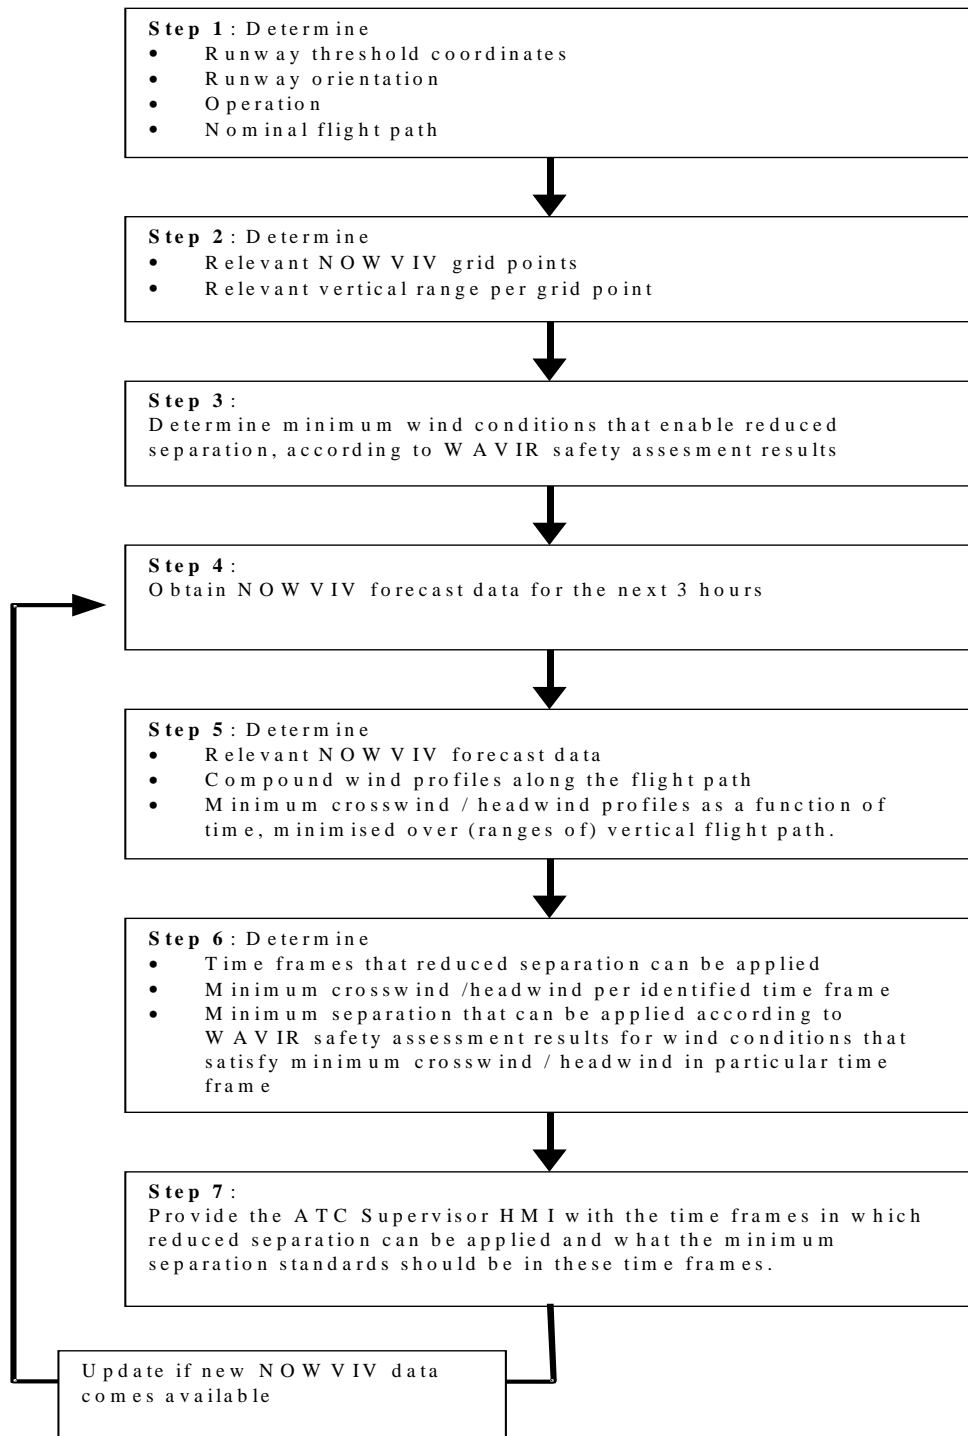 Step 1: Determine
• Runway threshold coordinates
• Runway orientation
• Operation
• Nominal flight path
Step 2: Determine
• Relevant NOWVIV grid points
• Relevant vertical range per grid point
Step 3:
Determine minimum wind conditions that enable reduced
separation, according to WAVIR safety assesment results
Step 4:
Obtain NOWVIV forecast data for the next 3 hours
Step 5: Determine
• Relevant NOWVIV forecast data
• Compound wind profiles along the flight path
• Minimum crosswind / headwind profiles as a function of
time, minimised over (ranges of) vertical flight path.
Step 6: Determine
• Time frames that reduced separation can be applied
• Minimum crosswind /headwind per identified time frame
• Minimum separation that can be applied according to
WAVIR safety assessment results for wind conditions that
satisfy minimum crosswind / headwind in particular time
frame
Step 7:
Provide the ATC Supervisor HMI with the time frames in which
reduced separation can be applied and what the minimum
separation standards should be in these time frames.
Update if new NOWVIV data
comes available